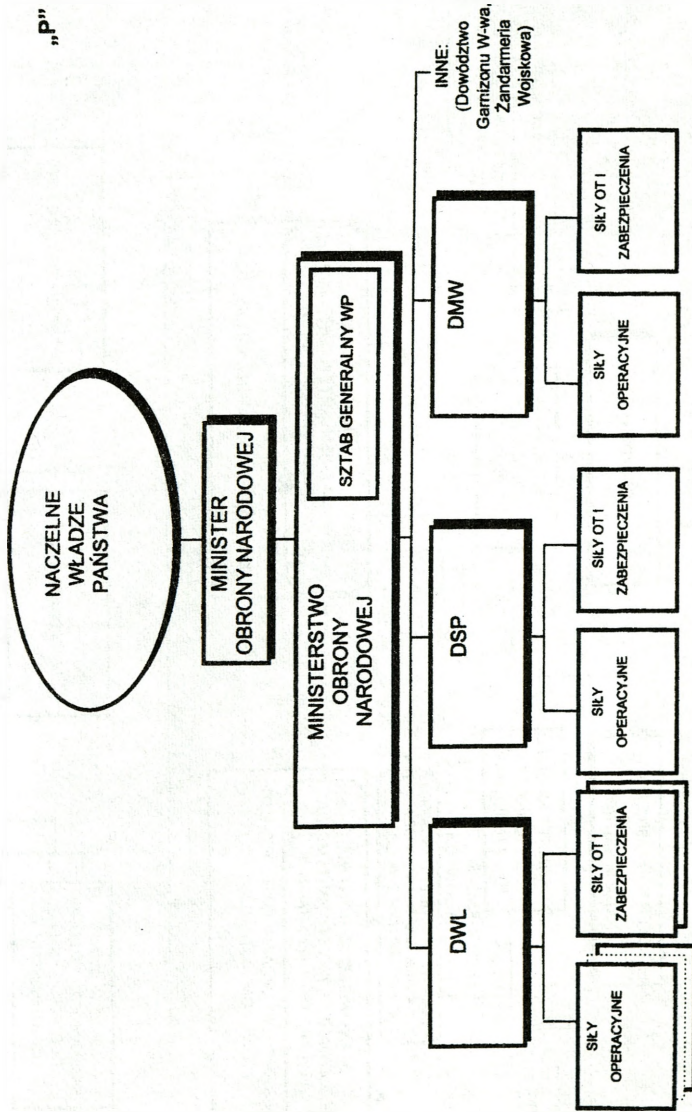 „P”
NACZELNE
WŁADZE
PAŃSTWA
MINISTER
OBRONY NARODOWEJ
MINISTERSTWO
OBRONY
NARODOWEJ
SZTAB GENERALNY WP
DWL
DSP
DMW
INNE:
(Dowództwo
Garnizonu W-wa,
Żandarmeria
Wojskowa)
SIŁY
OPERACYJNE
SIŁY OT I
ZABEZPIECZENIA
SIŁY
OPERACYJNE
SIŁY OT I
ZABEZPIECZENIA
SIŁY
OPERACYJNE
SIŁY OT I
ZABEZPIECZENIA